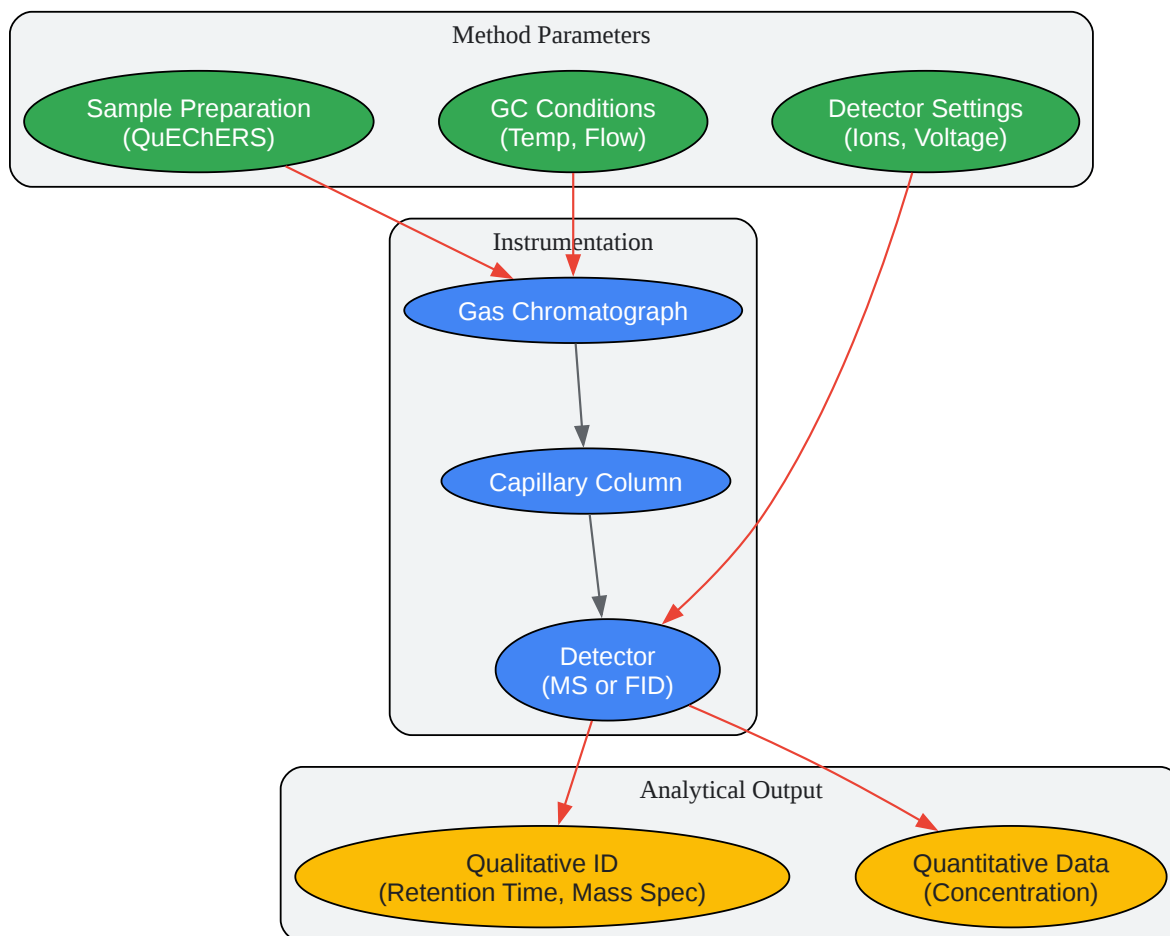 Method Parameters
Sample Preparation
(QuEChERS)
GC Conditions
(Temp, Flow)
Detector Settings
(Ions, Voltage)
Instrumentation
Gas Chromatograph
Capillary Column
Detector
(MS or FID)
Analytical Output
Qualitative ID
(Retention Time, Mass Spec)
Quantitative Data
(Concentration)